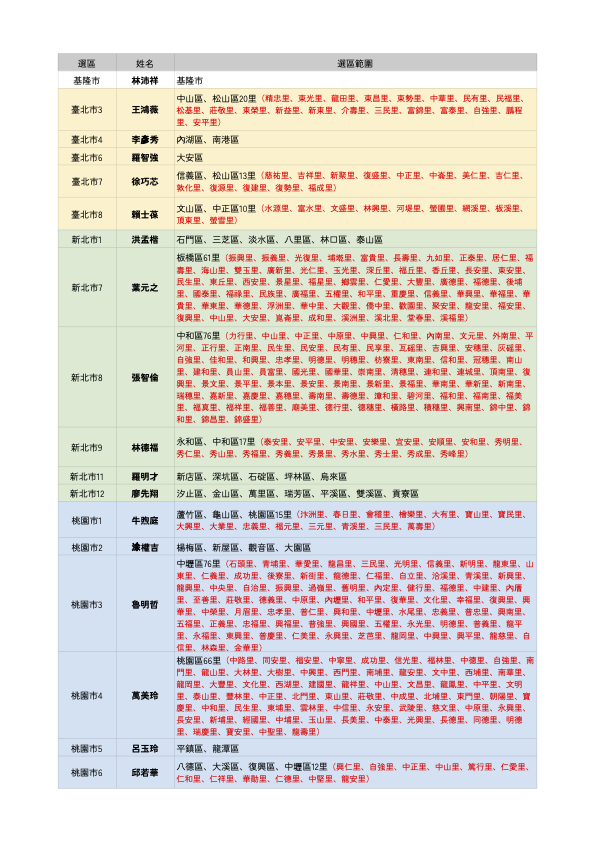 選區 姓名 選區範圍
基隆市 林沛祥 基隆市
臺北市3 王鴻薇 中山區、松山區20里（精忠里、東光里、龍田里、東昌里、東勢里、中華里、民有里、民福里、
松基里、莊敬里、東榮里、新益里、新東里、介壽里、三民里、富錦里、富泰里、自強里、鵬程
里、安平里）
臺北市4 李彥秀 內湖區、南港區
臺北市6 羅智強 大安區
臺北市7 徐巧芯 信義區、松山區13里（慈祐里、吉祥里、新聚里、復盛里、中正里、中崙里、美仁里、吉仁里、
敦化里、復源里、復建里、復勢里、福成里）
臺北市8 賴士葆 文山區、中正區10里（水源里、富水里、文盛里、林興里、河堤里、螢圃里、網溪里、板溪里、
頂東里、螢雪里）
新北市1 洪孟楷 石門區、三芝區、淡水區、八里區、林口區、泰山區
新北市7 葉元之 板橋區61里（振興里、振義里、光復里、埔墘里、富貴里、長壽里、九如里、正泰里、居仁里、福
壽里、海山里、雙玉里、廣新里、光仁里、玉光里、深丘里、福丘里、香丘里、長安里、東安里、
民生里、東丘里、西安里、景星里、福星里、鄉雲里、仁愛里、大豐里、廣德里、福德里、後埔
里、國泰里、福祿里、民族里、廣福里、五權里、和平里、重慶里、信義里、華興里、華福里、華
貴里、華東里、華德里、浮洲里、華中里、大觀里、僑中里、歡園里、聚安里、龍安里、福安里、
復興里、中山里、大安里、崑崙里、成和里、溪洲里、溪北里、堂春里、溪福里）
新北市8 張智倫 中和區76里（力行里、中山里、中正里、中原里、中興里、仁和里、內南里、文元里、外南里、平
河里、正行里、正南里、民生里、民安里、民有里、民享里、瓦磘里、吉興里、安穗里、灰磘里、
自強里、佳和里、和興里、忠孝里、明德里、明穗里、枋寮里、東南里、信和里、冠穗里、南山
里、建和里、員山里、員富里、國光里、國華里、崇南里、清穗里、連和里、連城里、頂南里、復
興里、景文里、景平里、景本里、景安里、景南里、景新里、景福里、華南里、華新里、新南里、
瑞穗里、嘉新里、嘉慶里、嘉穗里、壽南里、壽德里、漳和里、碧河里、福和里、福南里、福美
里、福真里、福祥里、福善里、廟美里、德行里、德穗里、橫路里、積穗里、興南里、錦中里、錦
和里、錦昌里、錦盛里）
新北市9 林德福 永和區、中和區17里（泰安里、安平里、中安里、安樂里、宜安里、安順里、安和里、秀明里、
秀仁里、秀山里、秀福里、秀義里、秀景里、秀水里、秀士里、秀成里、秀峰里）
新北市11 羅明才 新店區、深坑區、石碇區、坪林區、烏來區
新北市12 廖先翔 汐止區、金山區、萬里區、瑞芳區、平溪區、雙溪區、貢寮區
桃園市1 牛煦庭 蘆竹區、龜山區、桃園區15里（汴洲里、春日里、會稽里、檜樂里、大有里、寶山里、寶民里、
大興里、大業里、忠義里、福元里、三元里、青溪里、三民里、萬壽里）
桃園市2 涂權吉 楊梅區、新屋區、觀音區、大園區
桃園市3 魯明哲 中壢區76里（石頭里、青埔里、華愛里、龍昌里、三民里、光明里、信義里、新明里、龍東里、山
東里、仁義里、成功里、後寮里、新街里、龍德里、仁福里、自立里、洽溪里、青溪里、新興里、
龍興里、中央里、自治里、振興里、過嶺里、舊明里、內定里、健行里、福德里、中建里、內厝
里、至善里、莊敬里、德義里、中原里、內壢里、和平里、復華里、文化里、幸福里、復興里、興
華里、中榮里、月眉里、忠孝里、普仁里、興和里、中壢里、水尾里、忠義里、普忠里、興南里、
五福里、正義里、忠福里、興福里、普強里、興國里、五權里、永光里、明德里、普義里、龍平
里、永福里、東興里、普慶里、仁美里、永興里、芝芭里、龍岡里、中興里、興平里、龍慈里、自
信里、林森里、金華里）
桃園市4 萬美玲 桃園區66里（中路里、同安里、福安里、中寧里、成功里、信光里、福林里、中德里、自強里、南
門里、龍山里、大林里、大樹里、中興里、西門里、南埔里、龍安里、文中里、西埔里、南華里、
龍岡里、大豐里、文化里、西湖里、建國里、龍祥里、中山里、文昌里、龍鳳里、中平里、文明
里、泰山里、豐林里、中正里、北門里、東山里、莊敬里、中成里、北埔里、東門里、朝陽里、寶
慶里、中和里、民生里、東埔里、雲林里、中信里、永安里、武陵里、慈文里、中原里、永興里、
長安里、新埔里、經國里、中埔里、玉山里、長美里、中泰里、光興里、長德里、同德里、明德
里、瑞慶里、寶安里、中聖里、龍壽里）
桃園市5 呂玉玲 平鎮區、龍潭區
桃園市6 邱若華 八德區、大溪區、復興區、中壢區12里（興仁里、自強里、中正里、中山里、篤行里、仁愛里、
仁和里、仁祥里、華勛里、仁德里、中堅里、龍安里）